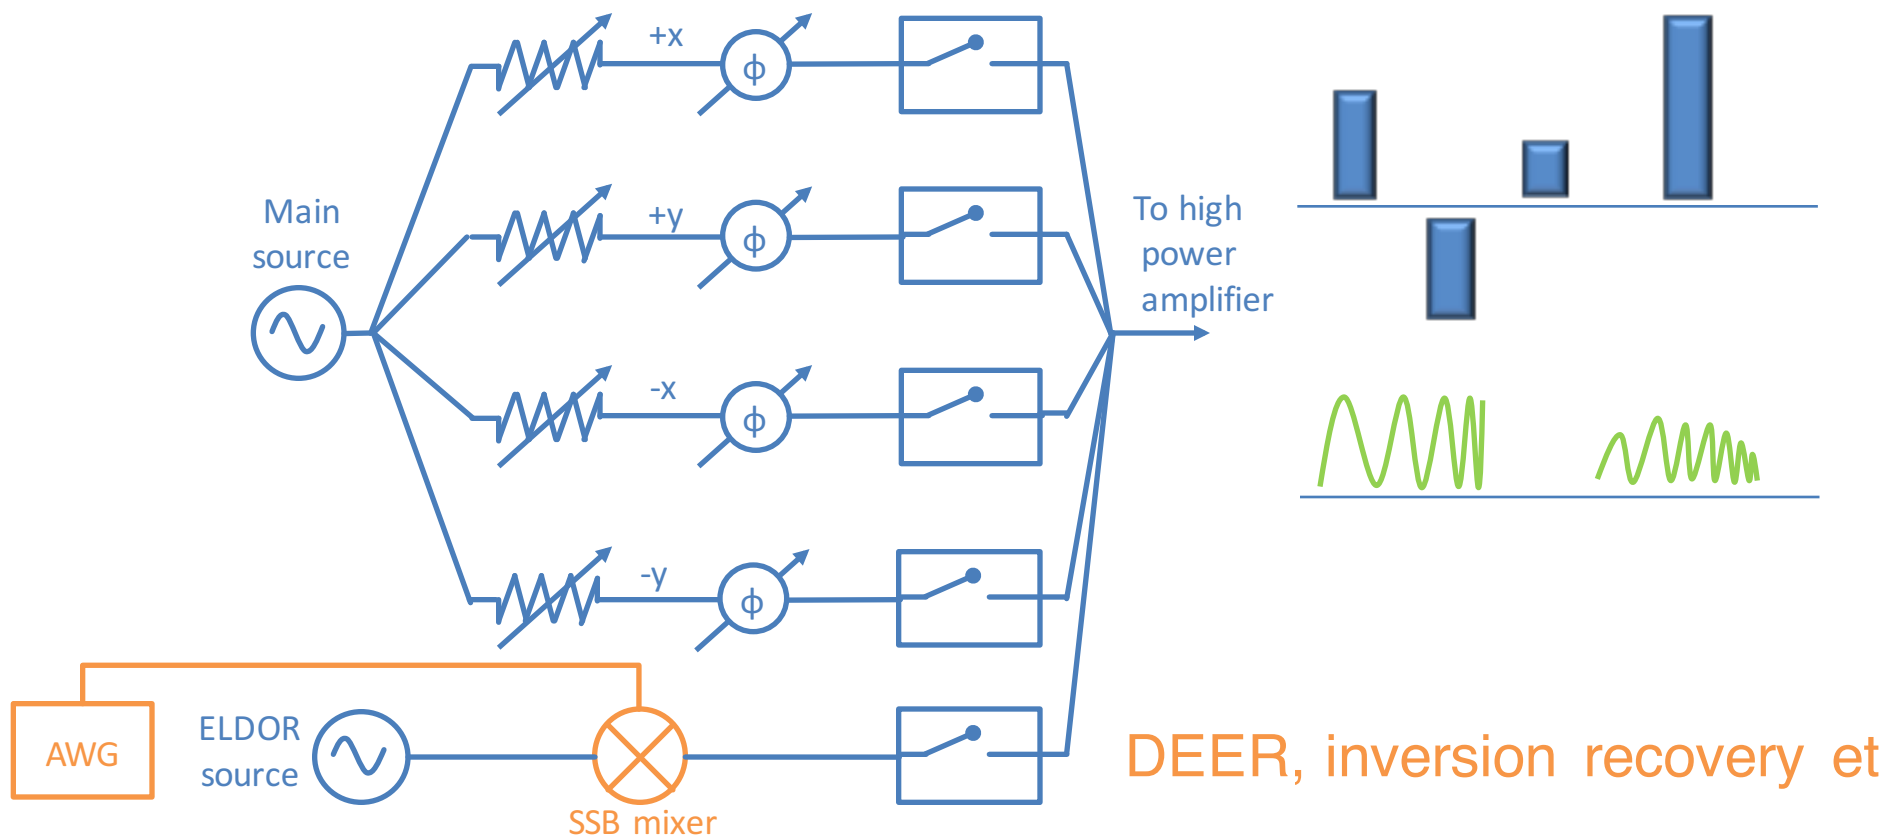 +x
ϕ
Main
source
+y
ϕ
To high
power
amplifier
-x
ϕ
-y
ϕ
AWG
ELDOR
source
SSB mixer
DEER, inversion recovery et